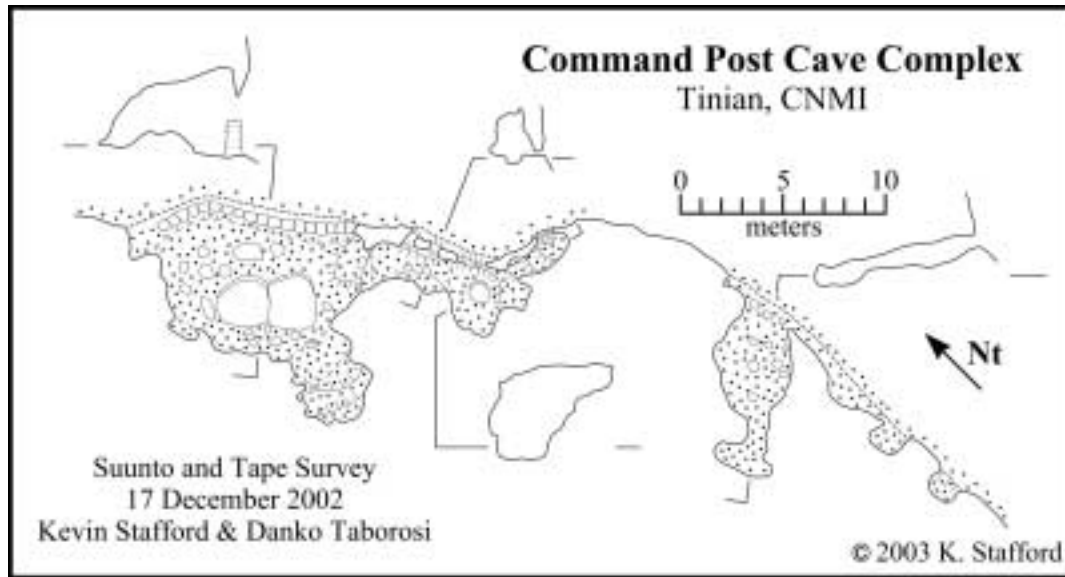 Command Post Cave Complex
Tinian, CNMI
0 5 10
meters
Nt
Suunto and Tape Survey
17 December 2002
Kevin Stafford & Danko Taborosi
© 2003 K. Stafford